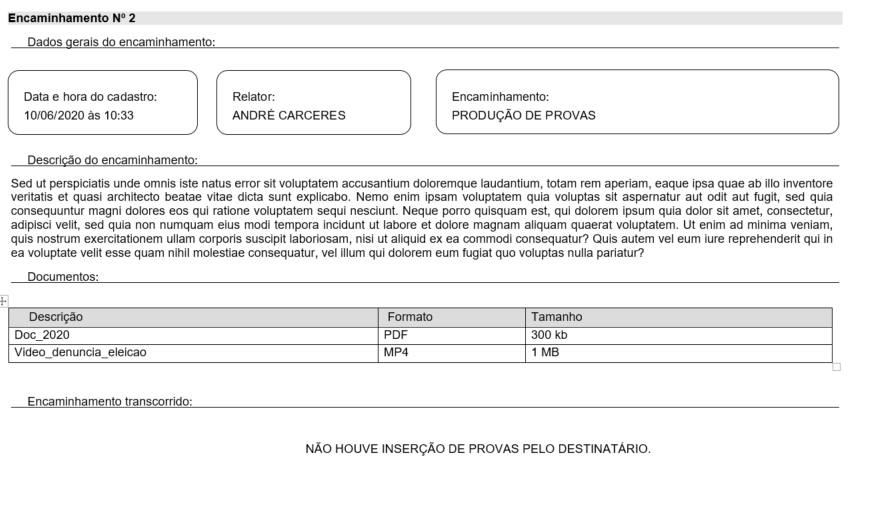 Encaminhamento Nº 2
Dados gerais do encaminhamento:
Data e hora do cadastro:
10/06/2020 às 10:33
Relator:
ANDRÉ CARCERES
Encaminhamento:
PRODUÇÃO DE PROVAS
Descrição do encaminhamento:
Sed ut perspiciatis unde omnis iste natus error sit voluptatem accusantium doloremque laudantium, totam rem aperiam, eaque ipsa quae ab illo inventore
veritatis et quasi architecto beatae vitae dicta sunt explicabo. Nemo enim ipsam voluptatem quia voluptas sit aspernatur aut odit aut fugit, sed quia
consequuntur magni dolores eos qui ratione voluptatem sequi nesciunt. Neque porro quisquam est, qui dolorem ipsum quia dolor sit amet, consectetur,
adipisci velit, sed quia non numquam eius modi tempora incidunt ut labore et dolore magnam aliquam quaerat voluptatem. Ut enim ad minima veniam,
quis nostrum exercitationem ullam corporis suscipit laboriosam, nisi ut aliquid ex ea commodi consequatur? Quis autem vel eum iure reprehenderit qui in
ea voluptate velit esse quam nihil molestiae consequatur, vel illum qui dolorem eum fugiat quo voluptas nulla pariatur?
Documentos:
Descrição Formato Tamanho
Doc_2020 PDF 300 kb
Video_denuncia_eleicao MP4 1 MB
Encaminhamento transcorrido:
NÃO HOUVE INSERÇÃO DE PROVAS PELO DESTINATÁRIO.